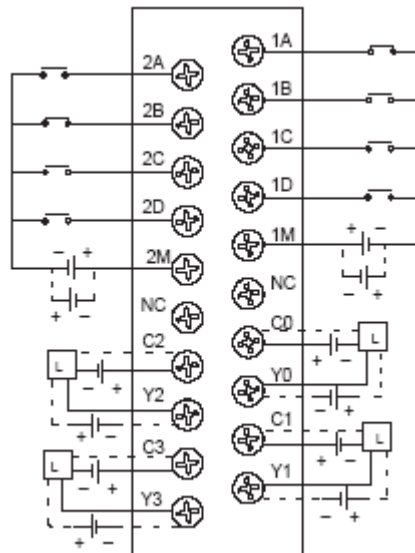 1A
2A
1B
2B
1C
2C
1D
2D
1M
- +
- +
2M
+ -
+ -
NC
NC
C0
C2
L
+ -
L
Y0
- +
Y2
- +
C1
- +
C3
L
+ -
L
- +
Y1
Y3
- +
- +